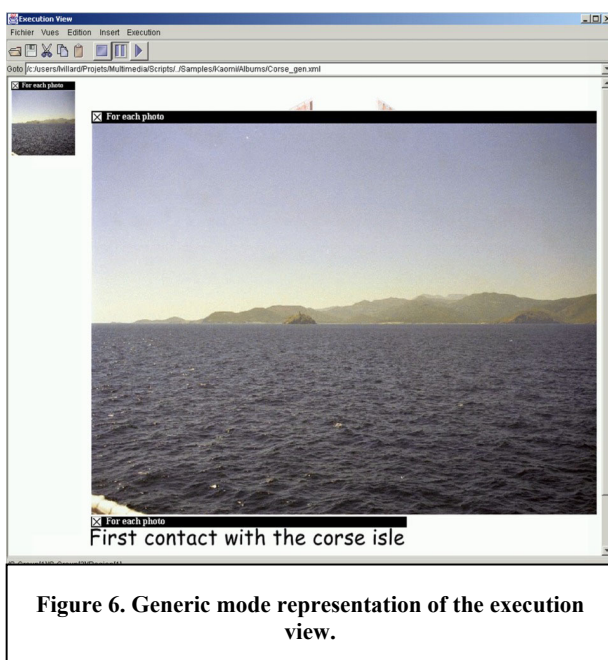 Execution View
Fichier Vues Edition Insert Execution
Goto /c:/users/lvillard/Projets/Multimedia/Scripts/./Samples/Kaomi/Albums/Corse_gen.xml
For each photo
For each photo
For each photo
First contact with the corse isle
Figure 6. Generic mode representation of the execution
view.